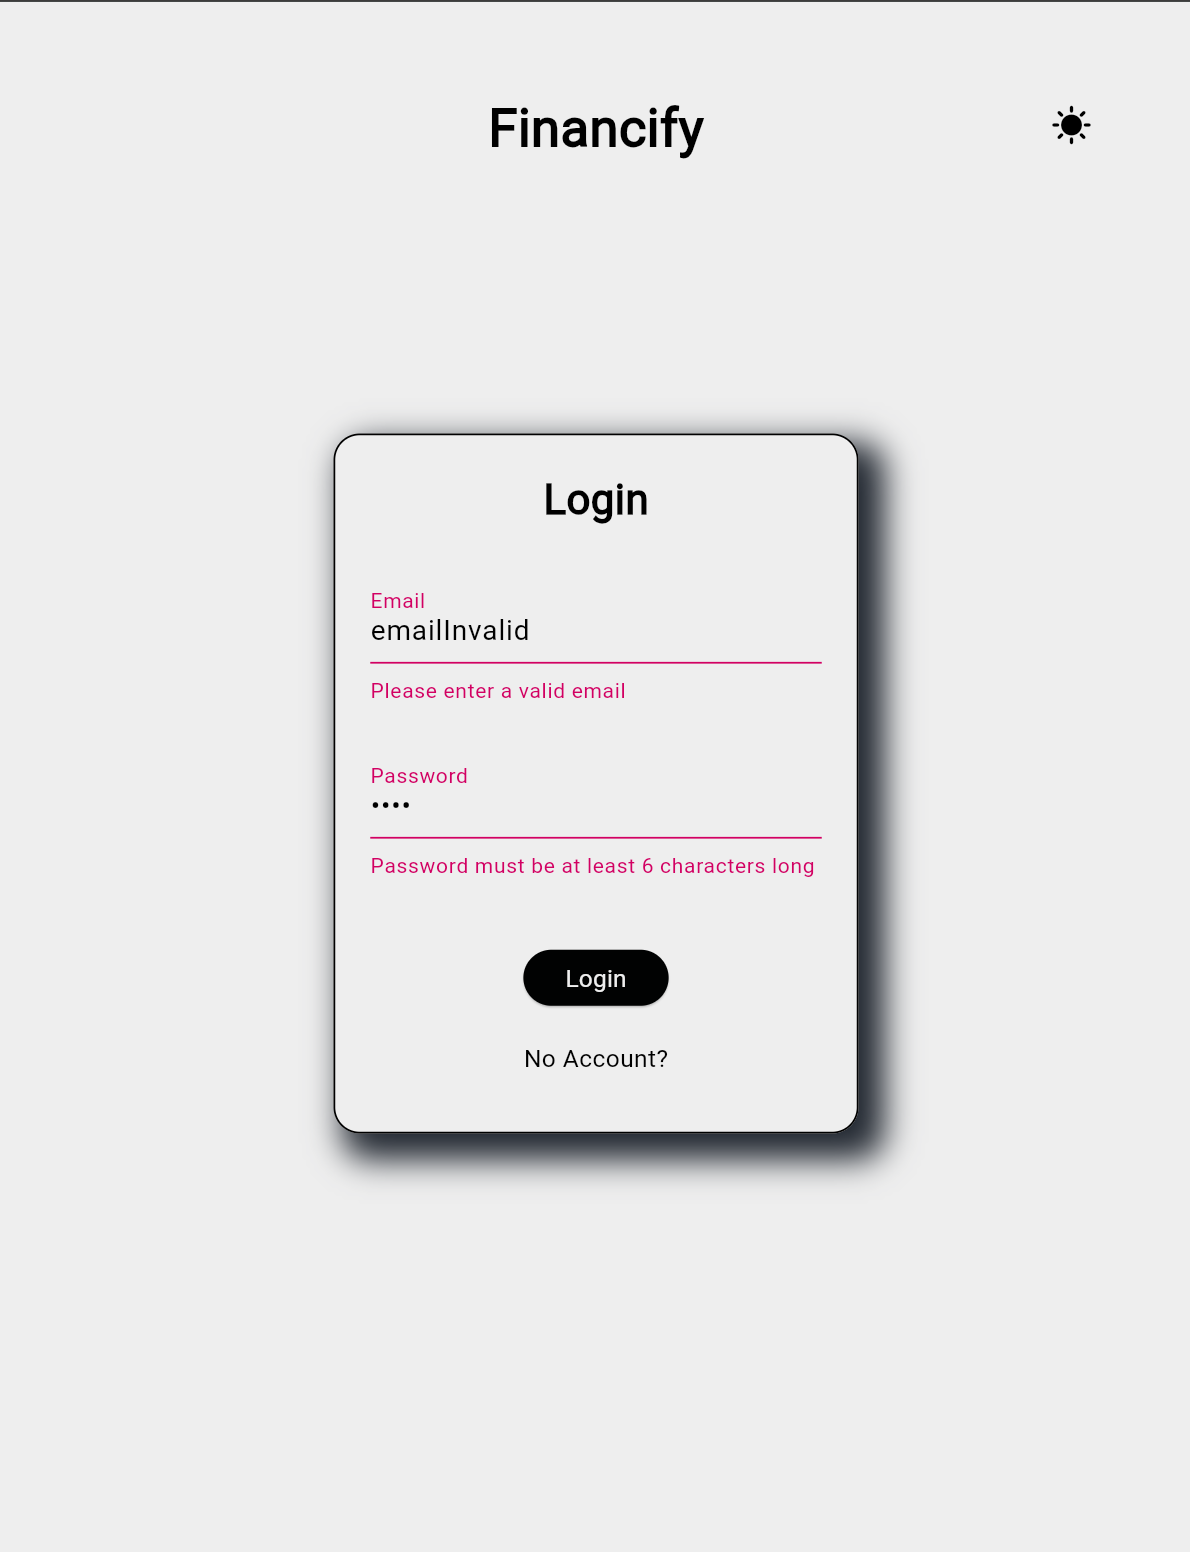 Financify
Login
Email
emailInvalid
Please enter a valid email
Password
••••
Password must be at least 6 characters long
Login
No Account?